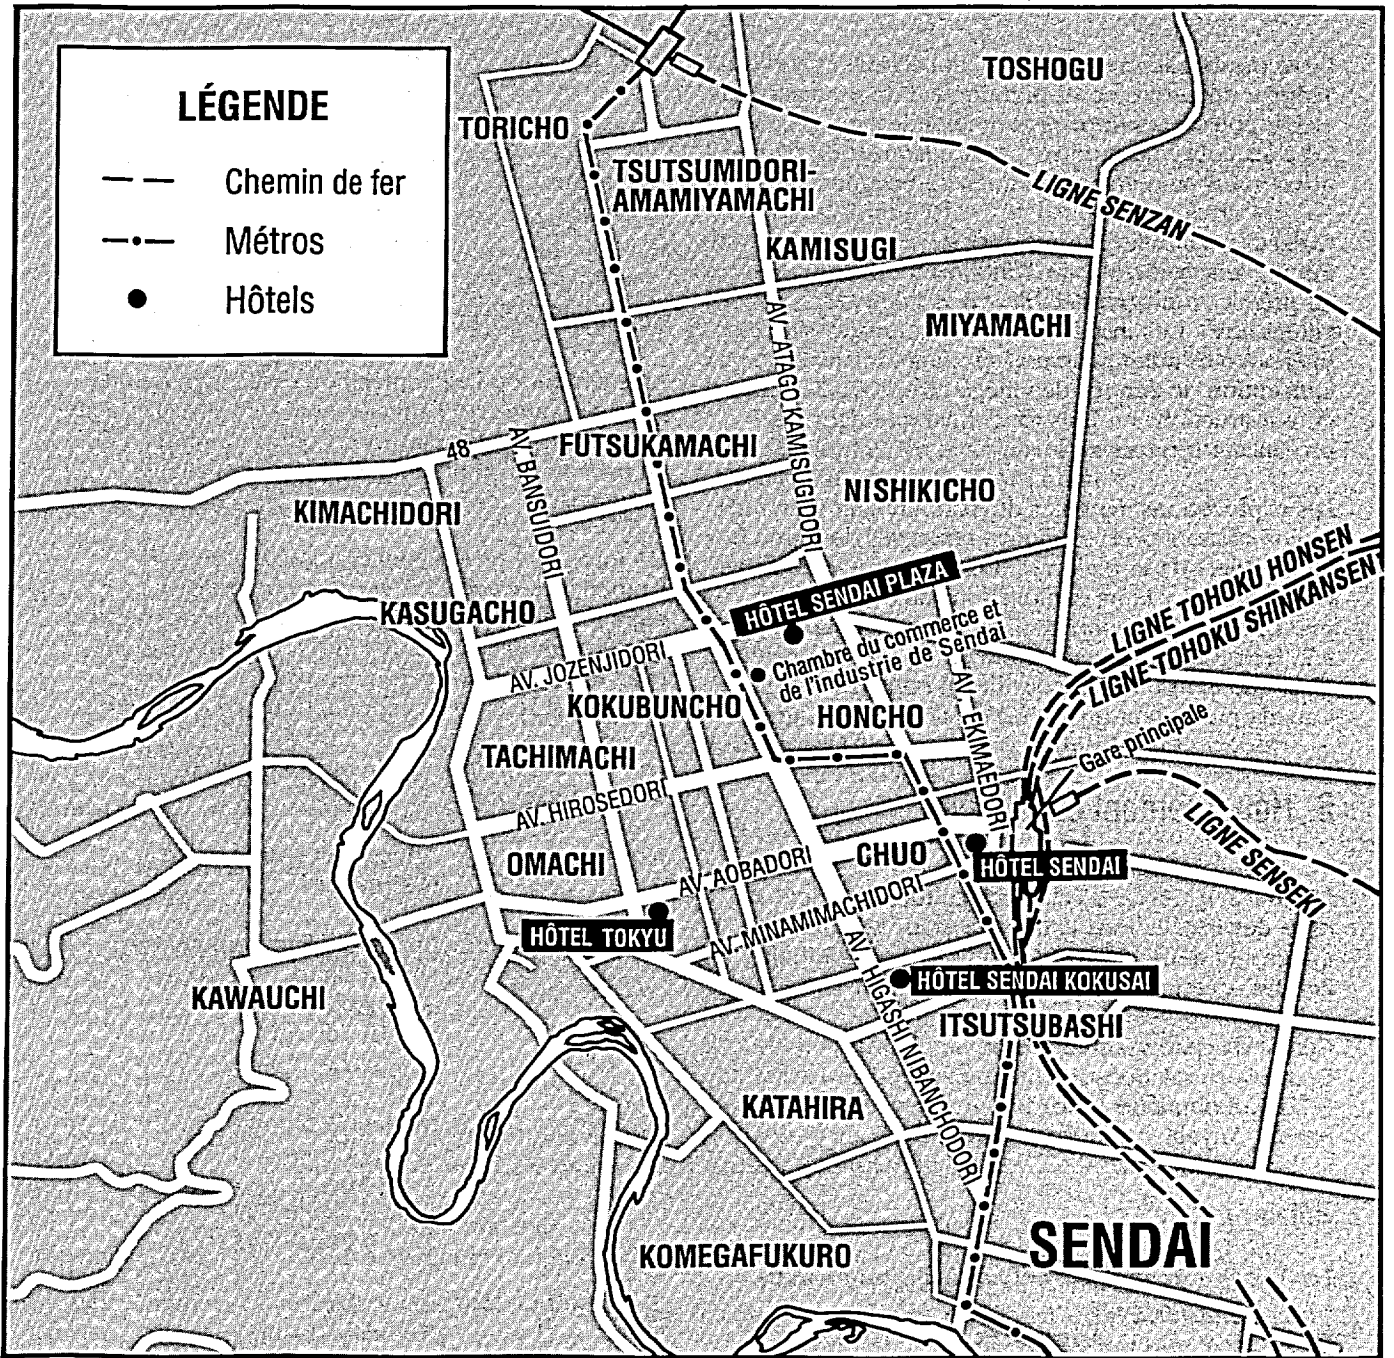 LÉGENDE
Chemin de fer
Métros
Hôtels
TOSHOGU
TORICHO
TSUTSUMIDORI-
AMAMIYAMACHI
LIGNE SENZAN
KAMISUGI
MIYAMACHI
AV. ATAGO KAMISUGIDORI
48
AV. BANSUIDORI
FUTSUKAMACHI
NISHIKICHO
KIMACHIDORI
HÔTEL SENDAI PLAZA
LIGNE TOHOKU HONSEN
LIGNE TOHOKU SHINKANSEN
KASUGACHO
Chambre du commerce et
de l'industrie de Sendai
AV. JOZENJIDORI
AV. EKIMAEDORI
KOKUBUNCHO
HONCHO
Gare principale
TACHIMACHI
AV. HIROSEDORI
LIGNE SENSEKI
OMACHI
AV. AOBADORI
CHUO
HÔTEL SENDAI
HÔTEL TOKYU
AV. MINAMIMACHIDORI
AV. HIGASHI NIBANCHODORI
HÔTEL SENDAI KOKUSAI
KAWAUCHI
ITSUTSUBASHI
KATAHIRA
KOMEGAFUKURO
SENDAI